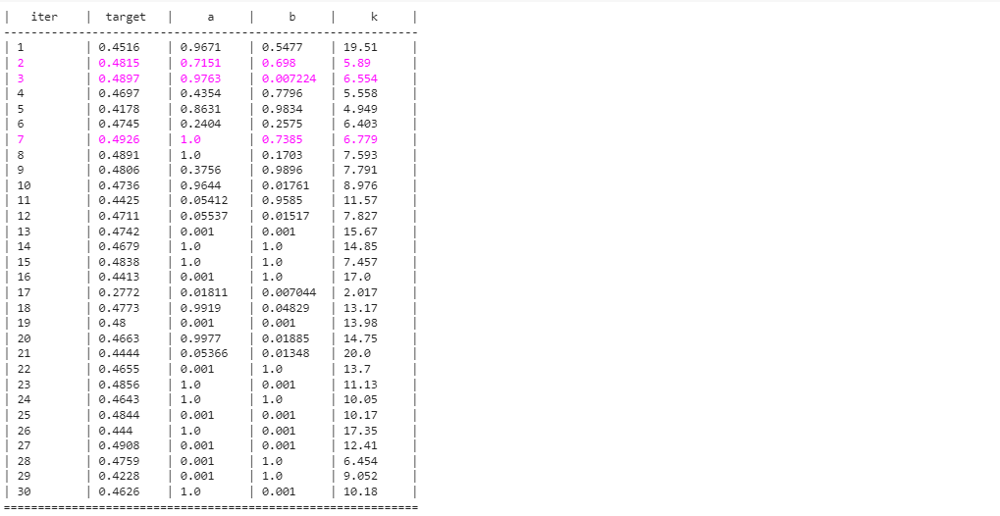 |   iter    |  target   |     a     |     b     |     k     |
-------------------------------------------------------------
| 1         | 0.4516    | 0.9671    | 0.5477    | 19.51     |
| 2         | 0.4815    | 0.7151    | 0.698     | 5.89      |
| 3         | 0.4897    | 0.9763    | 0.007224  | 6.554     |
| 4         | 0.4697    | 0.4354    | 0.7796    | 5.558     |
| 5         | 0.4178    | 0.8631    | 0.9834    | 4.949     |
| 6         | 0.4745    | 0.2404    | 0.2575    | 6.403     |
| 7         | 0.4926    | 1.0       | 0.7385    | 6.779     |
| 8         | 0.4891    | 1.0       | 0.1703    | 7.593     |
| 9         | 0.4806    | 0.3756    | 0.9896    | 7.791     |
| 10        | 0.4736    | 0.9644    | 0.01761   | 8.976     |
| 11        | 0.4425    | 0.05412   | 0.9585    | 11.57     |
| 12        | 0.4711    | 0.05537   | 0.01517   | 7.827     |
| 13        | 0.4742    | 0.001     | 0.001     | 15.67     |
| 14        | 0.4679    | 1.0       | 1.0       | 14.85     |
| 15        | 0.4838    | 1.0       | 1.0       | 7.457     |
| 16        | 0.4413    | 0.001     | 1.0       | 17.0      |
| 17        | 0.2772    | 0.01811   | 0.007044  | 2.017     |
| 18        | 0.4773    | 0.9919    | 0.04829   | 13.17     |
| 19        | 0.48      | 0.001     | 0.001     | 13.98     |
| 20        | 0.4663    | 0.9977    | 0.01885   | 14.75     |
| 21        | 0.4444    | 0.05366   | 0.01348   | 20.0      |
| 22        | 0.4655    | 0.001     | 1.0       | 13.7      |
| 23        | 0.4856    | 1.0       | 0.001     | 11.13     |
| 24        | 0.4643    | 1.0       | 1.0       | 10.05     |
| 25        | 0.4844    | 0.001     | 0.001     | 10.17     |
| 26        | 0.444     | 1.0       | 0.001     | 17.35     |
| 27        | 0.4908    | 0.001     | 0.001     | 12.41     |
| 28        | 0.4759    | 0.001     | 1.0       | 6.454     |
| 29        | 0.4228    | 0.001     | 1.0       | 9.052     |
| 30        | 0.4626    | 1.0       | 0.001     | 10.18     |
=============================================================